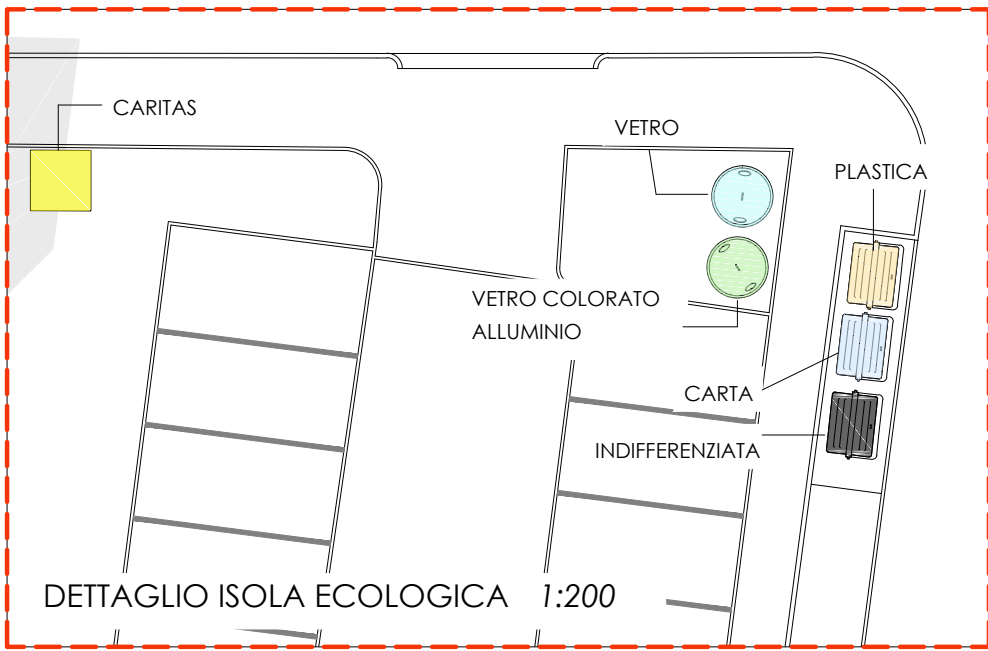 CARITAS
VETRO
PLASTICA
VETRO COLORATO
ALLUMINIO
CARTA
INDIFFERENZIATA
DETTAGLIO ISOLA ECOLOGICA 1:200